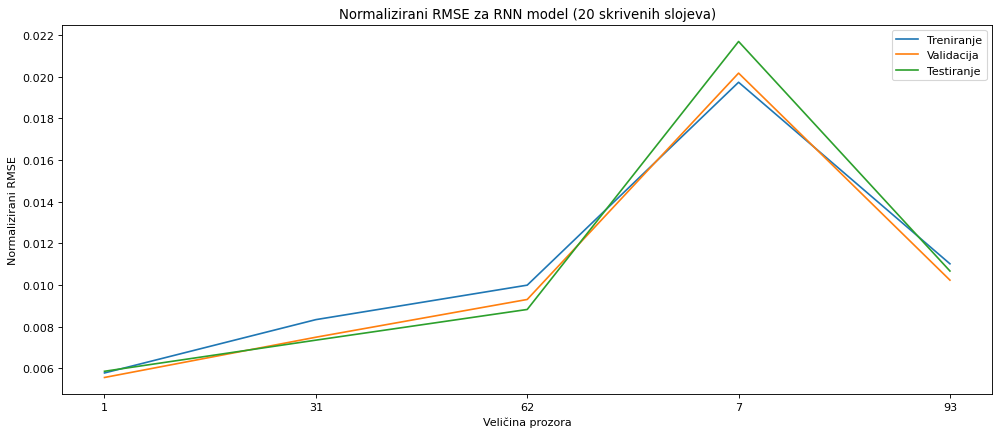 Normalizirani RMSE za RNN model (20 skrivenih slojeva)
Treniranje
Validacija
Testiranje
Normalizirani RMSE
0.022
0.020
0.018
0.016
0.014
0.012
0.010
0.008
0.006
1 31 62 7 93
Veličina prozora